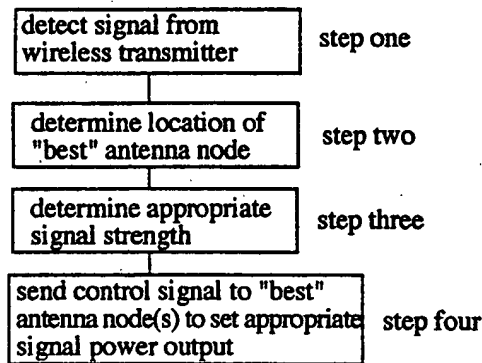 detect signal from
wireless transmitter
step one
determine location of
"best" antenna node
step two
determine appropriate
signal strength
step three
send control signal to "best"
antenna node(s) to set appropriate
signal power output
step four